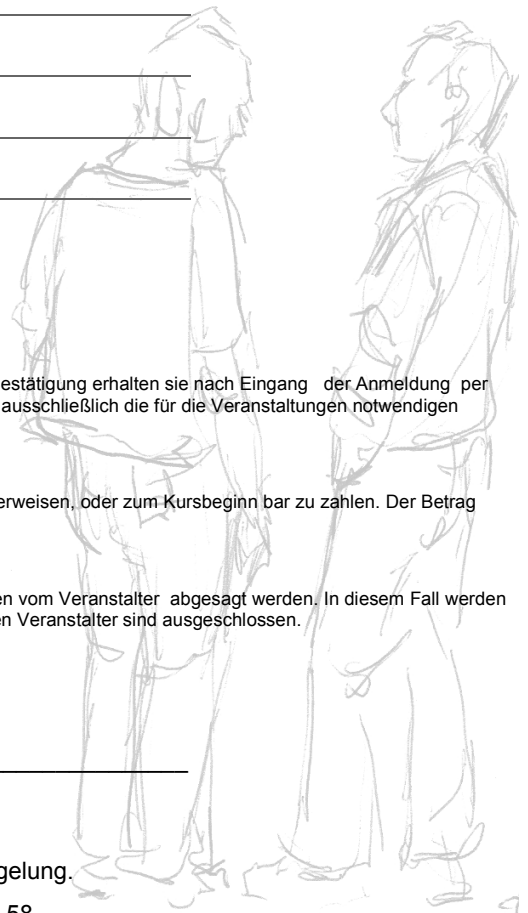 estätigung erhalten sie nach Eingang der Anmeldung per
ausschließlich die für die Veranstaltungen notwendigen
erweisen, oder zum Kursbeginn bar zu zahlen. Der Betrag
en vom Veranstalter abgesagt werden. In diesem Fall werden
en Veranstalter sind ausgeschlossen.
gelung.
58